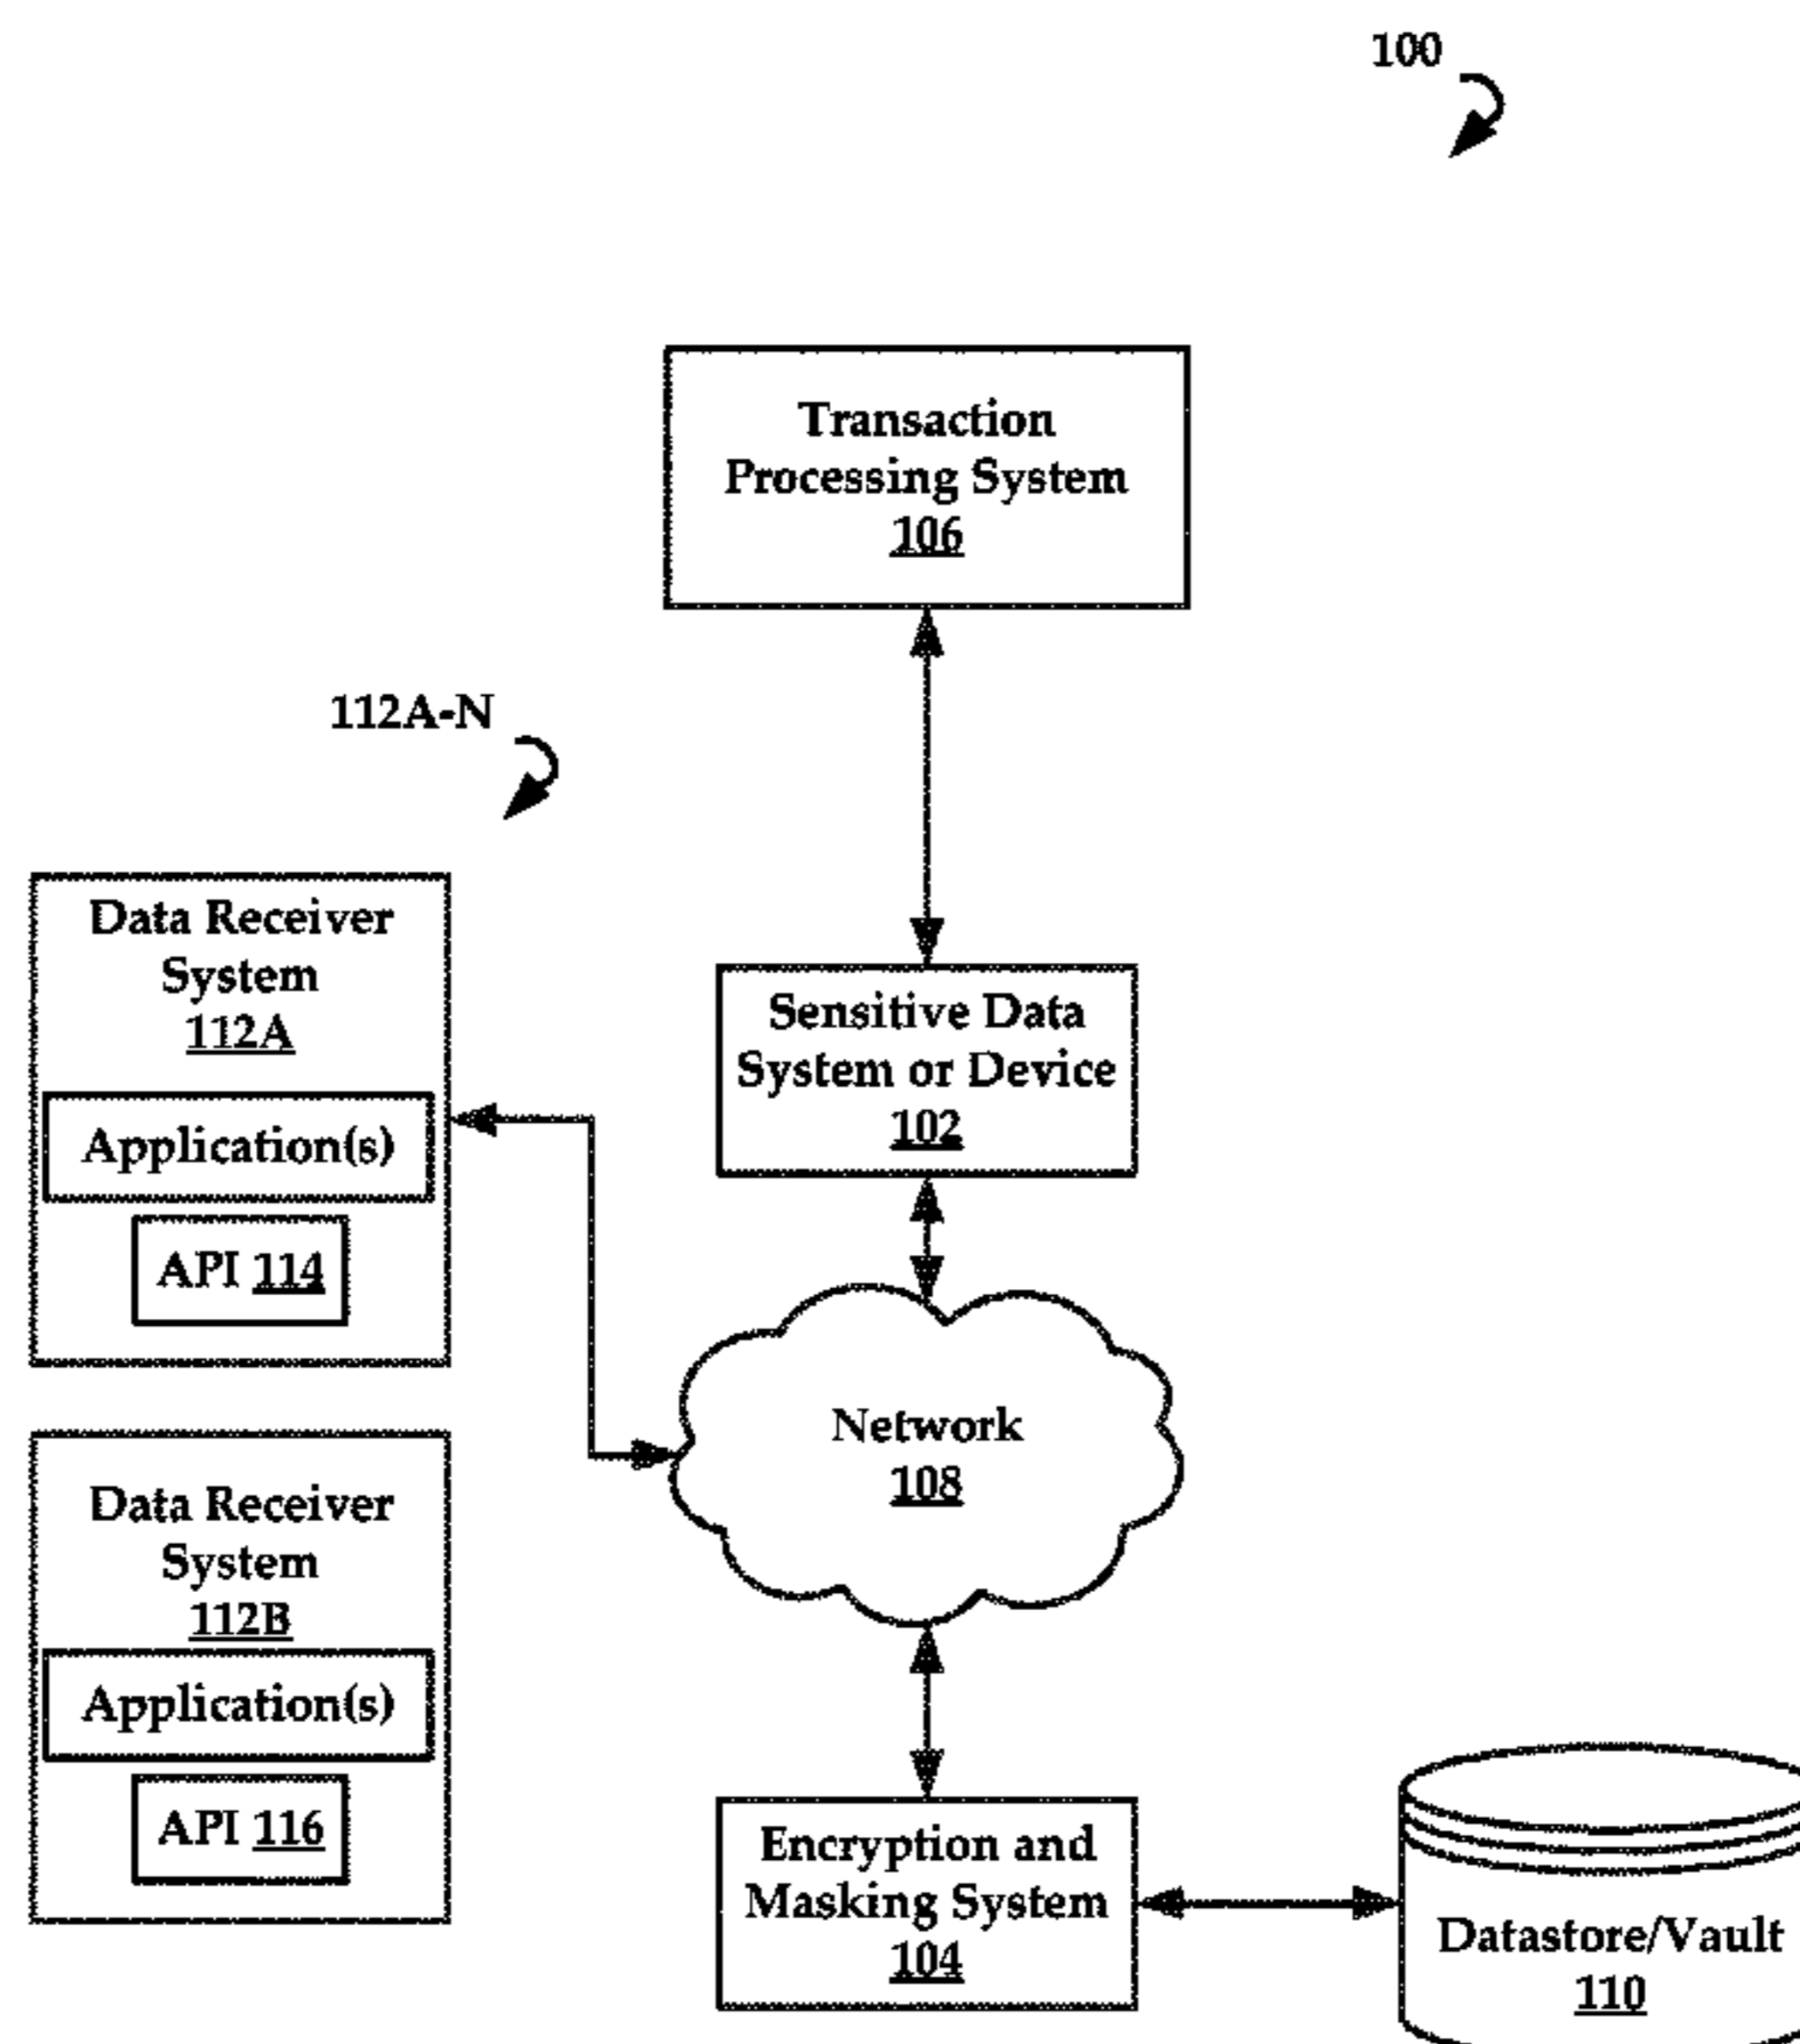 100
Transaction
Processing System
106
112A-N
Data Receiver
System
112A
Application(s)
API 114
Sensitive Data
System or Device
102
Network
108
Data Receiver
System
112B
Application(s)
API 116
Encryption and
Masking System
104
Datastore/Vault
110